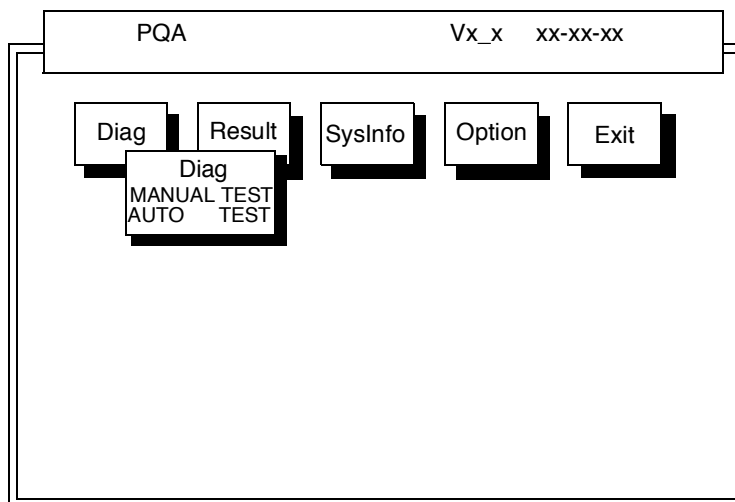 PQA Vx_x xx-xx-xx
Diag Result SysInfo Option Exit
Diag
MANUAL TEST
AUTO TEST